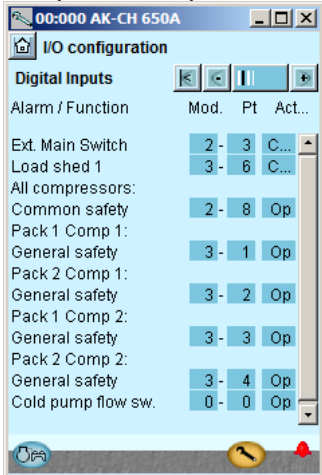 00:000 AK-CH 650A
I/O configuration
Digital Inputs
Alarm / Function Mod. Pt Act...
Ext. Main Switch 2 - 3 C...
Load shed 1 3 - 6 C...
All compressors:
Common safety 2 - 8 Op
Pack 1 Comp 1:
General safety 3 - 1 Op
Pack 2 Comp 1:
General safety 3 - 2 Op
Pack 1 Comp 2:
General safety 3 - 3 Op
Pack 2 Comp 2:
General safety 3 - 4 Op
Cold pump flow sw. 0 - 0 Op